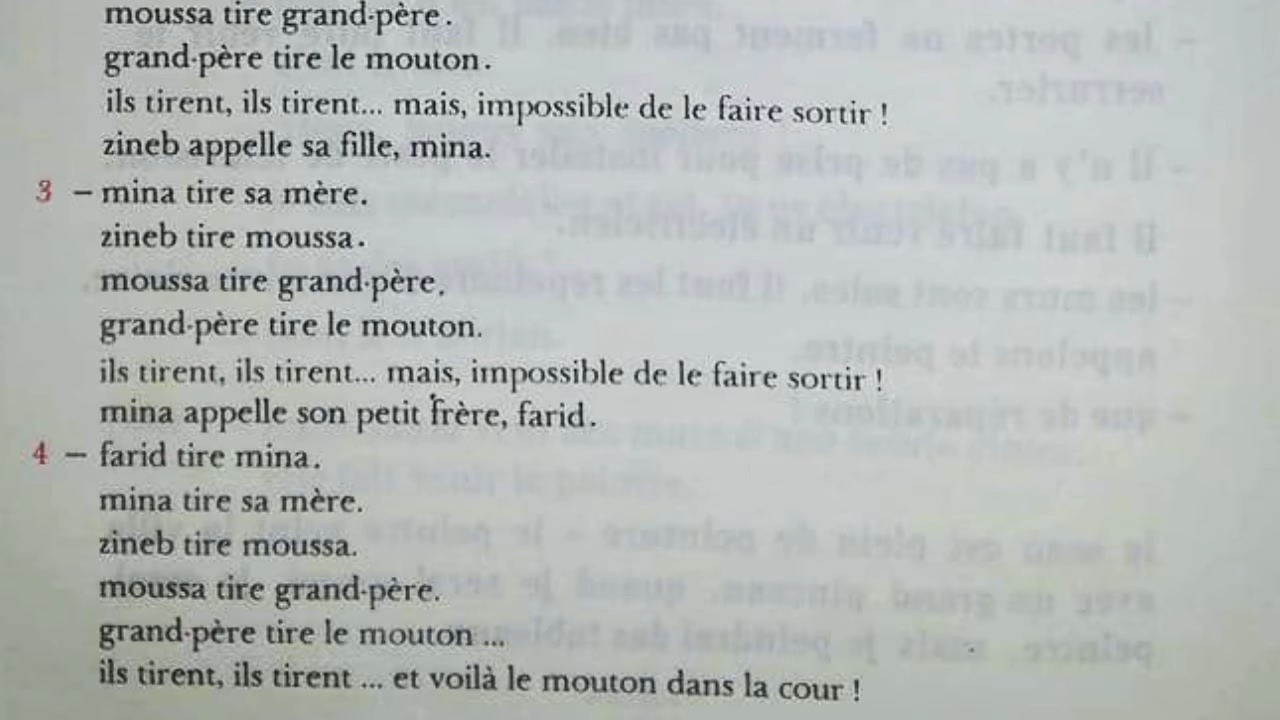 moussa tire grand-père.
grand-père tire le mouton.
ils tirent, ils tirent... mais, impossible de le faire sortir !
zineb appelle sa fille, mina.
3 – mina tire sa mère.
zineb tire moussa.
moussa tire grand-père.
grand-père tire le mouton.
ils tirent, ils tirent... mais, impossible de le faire sortir !
mina appelle son petit frère, farid.
4 – farid tire mina.
mina tire sa mère.
zineb tire moussa.
moussa tire grand-père.
grand-père tire le mouton ...
ils tirent, ils tirent ... et voilà le mouton dans la cour !